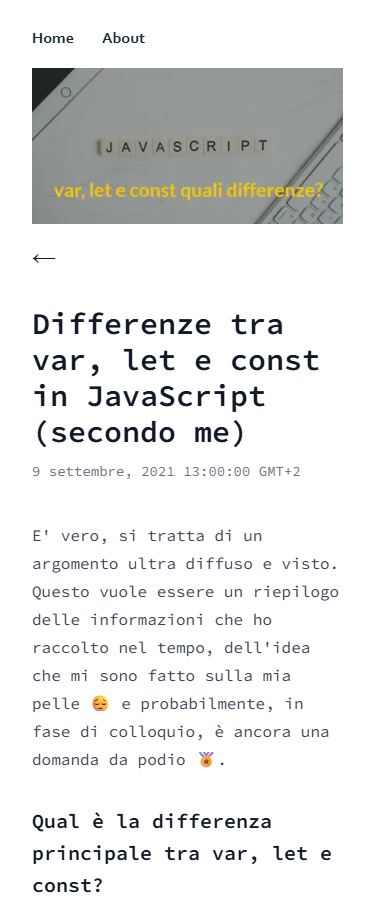 Home About
JAVASCRIPT
var, let e const quali differenze?
←
Differenze tra
var, let e const
in JavaScript
(secondo me)
9 settembre, 2021 13:00:00 GMT+2
E' vero, si tratta di un
argomento ultra diffuso e visto.
Questo vuole essere un riepilogo
delle informazioni che ho
raccolto nel tempo, dell'idea
che mi sono fatto sulla mia
pelle 🥵 e probabilmente, in
fase di colloquio, è ancora una
domanda da podio 🏅.
Qual è la differenza
principale tra var, let e
const?